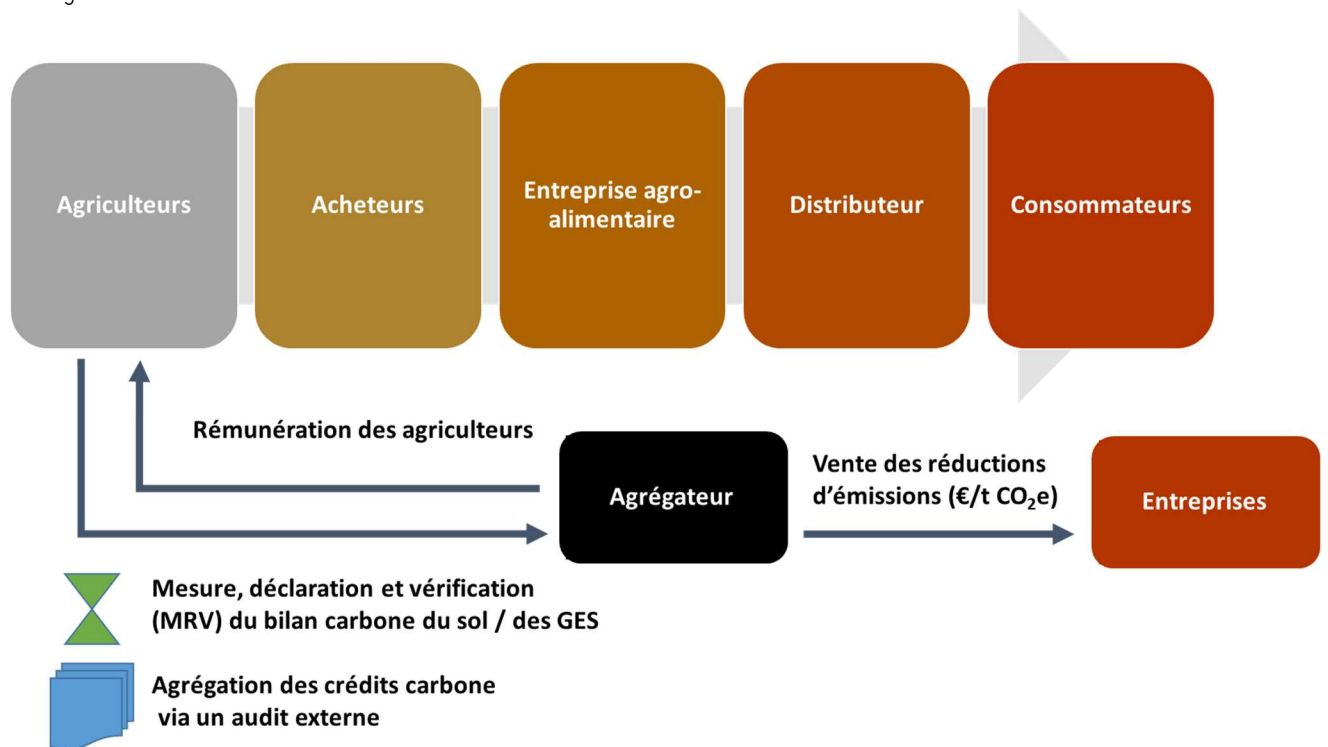 Agriculteurs
Acheteurs
Entreprise agro-
alimentaire
Distributeur
Consommateurs
Rémunération des agriculteurs
Agrégateur
Vente des réductions
d'émissions (€/t CO₂e)
Entreprises
Mesure, déclaration et vérification
(MRV) du bilan carbone du sol / des GES
Agrégation des crédits carbone
via un audit externe